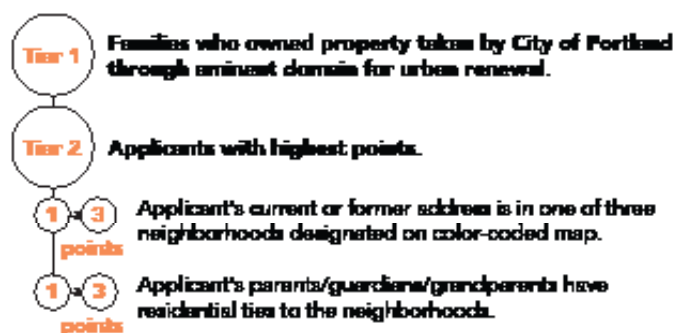 Tier 1
Families who owned property taken by City of Portland
through eminent domain for urban renewal.
Tier 2
Applicants with highest points.
1 3
points
Applicant's current or former address is in one of three
neighborhoods designated on color-coded map.
1 3
points
Applicant's parents/guardians/grandparents have
residential ties to the neighborhoods.